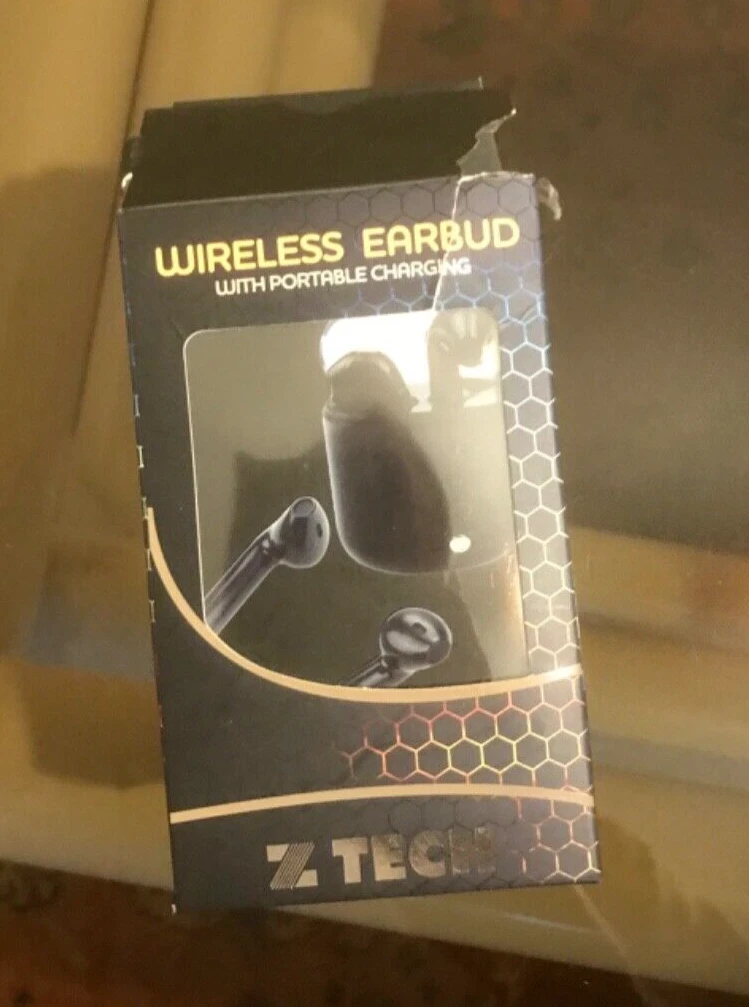 WIRELESS EARBUD
WITH PORTABLE CHARGING
Z TECH